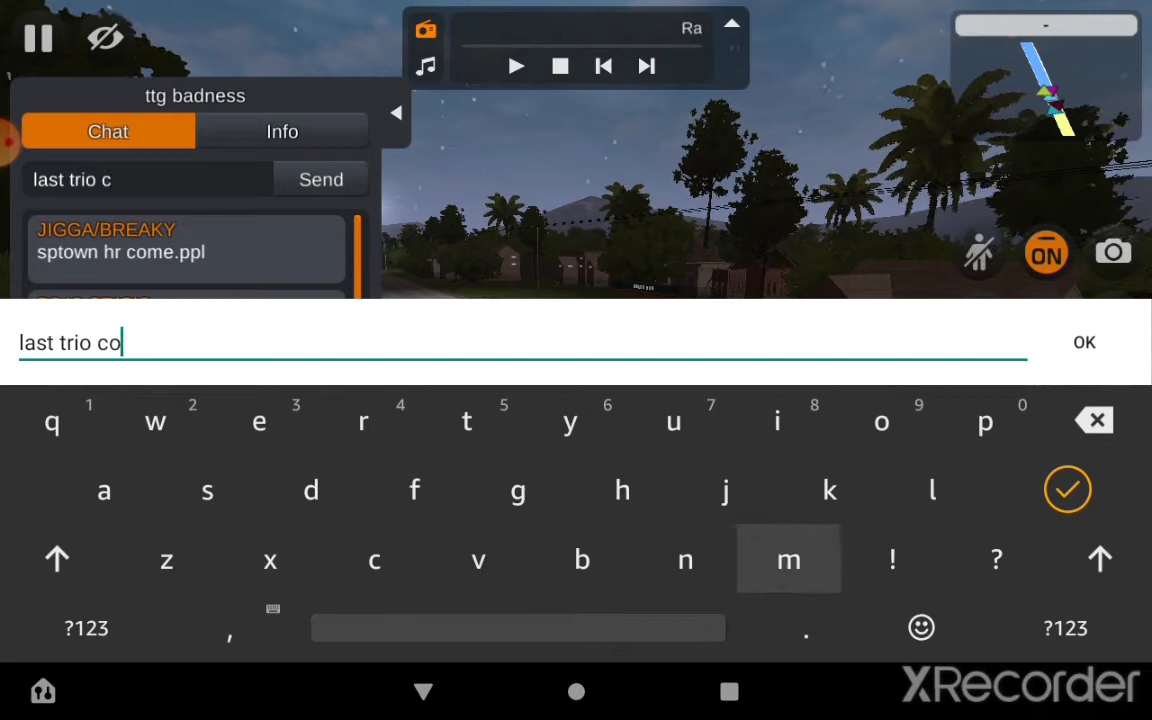 Ra
-
ttg badness
Chat
Info
last trio c
Send
JIGGA/BREAKY
sptown hr come.ppl
last trio co
OK
1 2 3 4 5 6 7 8 9 0
q w e r t y u i o p
a s d f g h j k l
z x c v b n m ! ?
?123 , . ?123
ON
XRecorder